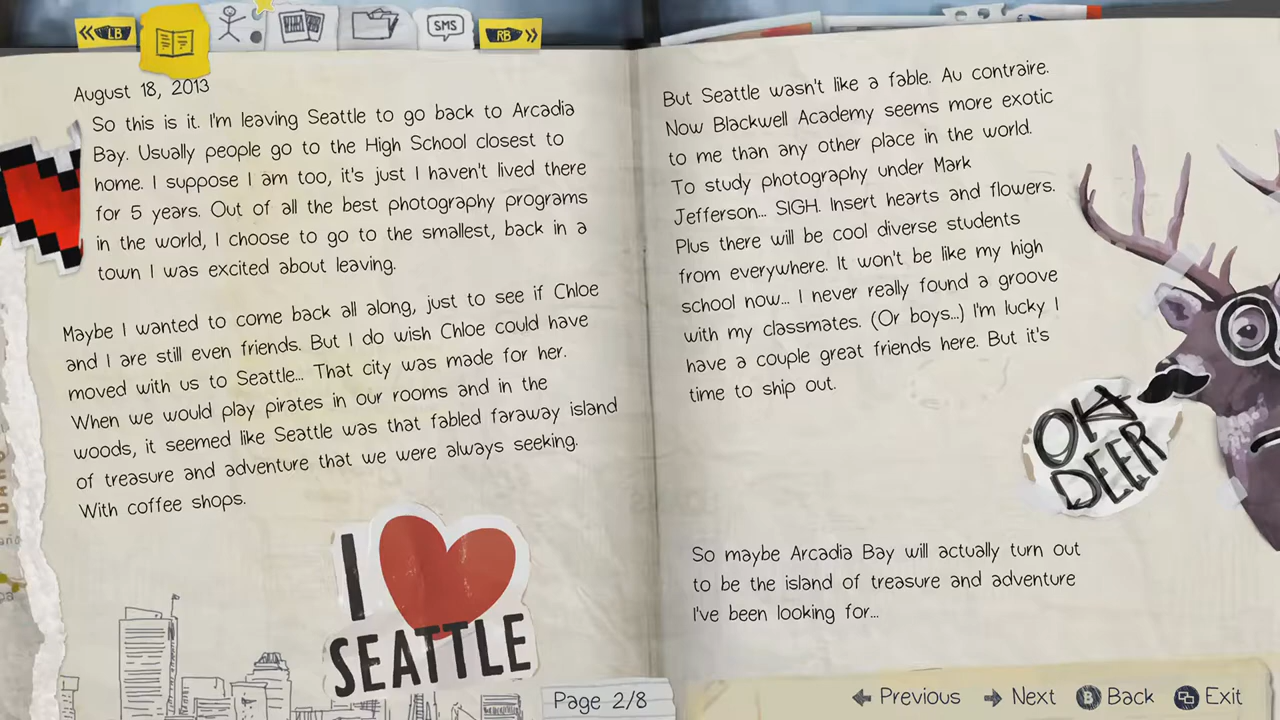 LB
SMS
RB
August 18, 2013
So this is it. I'm leaving Seattle to go back to Arcadia
Bay. Usually people go to the High School closest to
home. I suppose I am too, it's just I haven't lived there
for 5 years. Out of all the best photography programs
in the world, I choose to go to the smallest, back in a
town I was excited about leaving.
Maybe I wanted to come back all along, just to see if Chloe
and I are still even friends. But I do wish Chloe could have
moved with us to Seattle... That city was made for her.
When we would play pirates in our rooms and in the
woods, it seemed like Seattle was that fabled faraway island
of treasure and adventure that we were always seeking.
With coffee shops.
I
SEATTLE
But Seattle wasn't like a fable. Au contraire.
Now Blackwell Academy seems more exotic
to me than any other place in the world.
To study photography under Mark
Jefferson... SIGH. Insert hearts and flowers.
Plus there will be cool diverse students
from everywhere. It won't be like my high
school now... I never really found a groove
with my classmates. (Or boys...) I'm lucky I
have a couple great friends here. But it's
time to ship out.
OH
DEER
So maybe Arcadia Bay will actually turn out
to be the island of treasure and adventure
I've been looking for...
Page 2/8
Previous Next B Back Exit